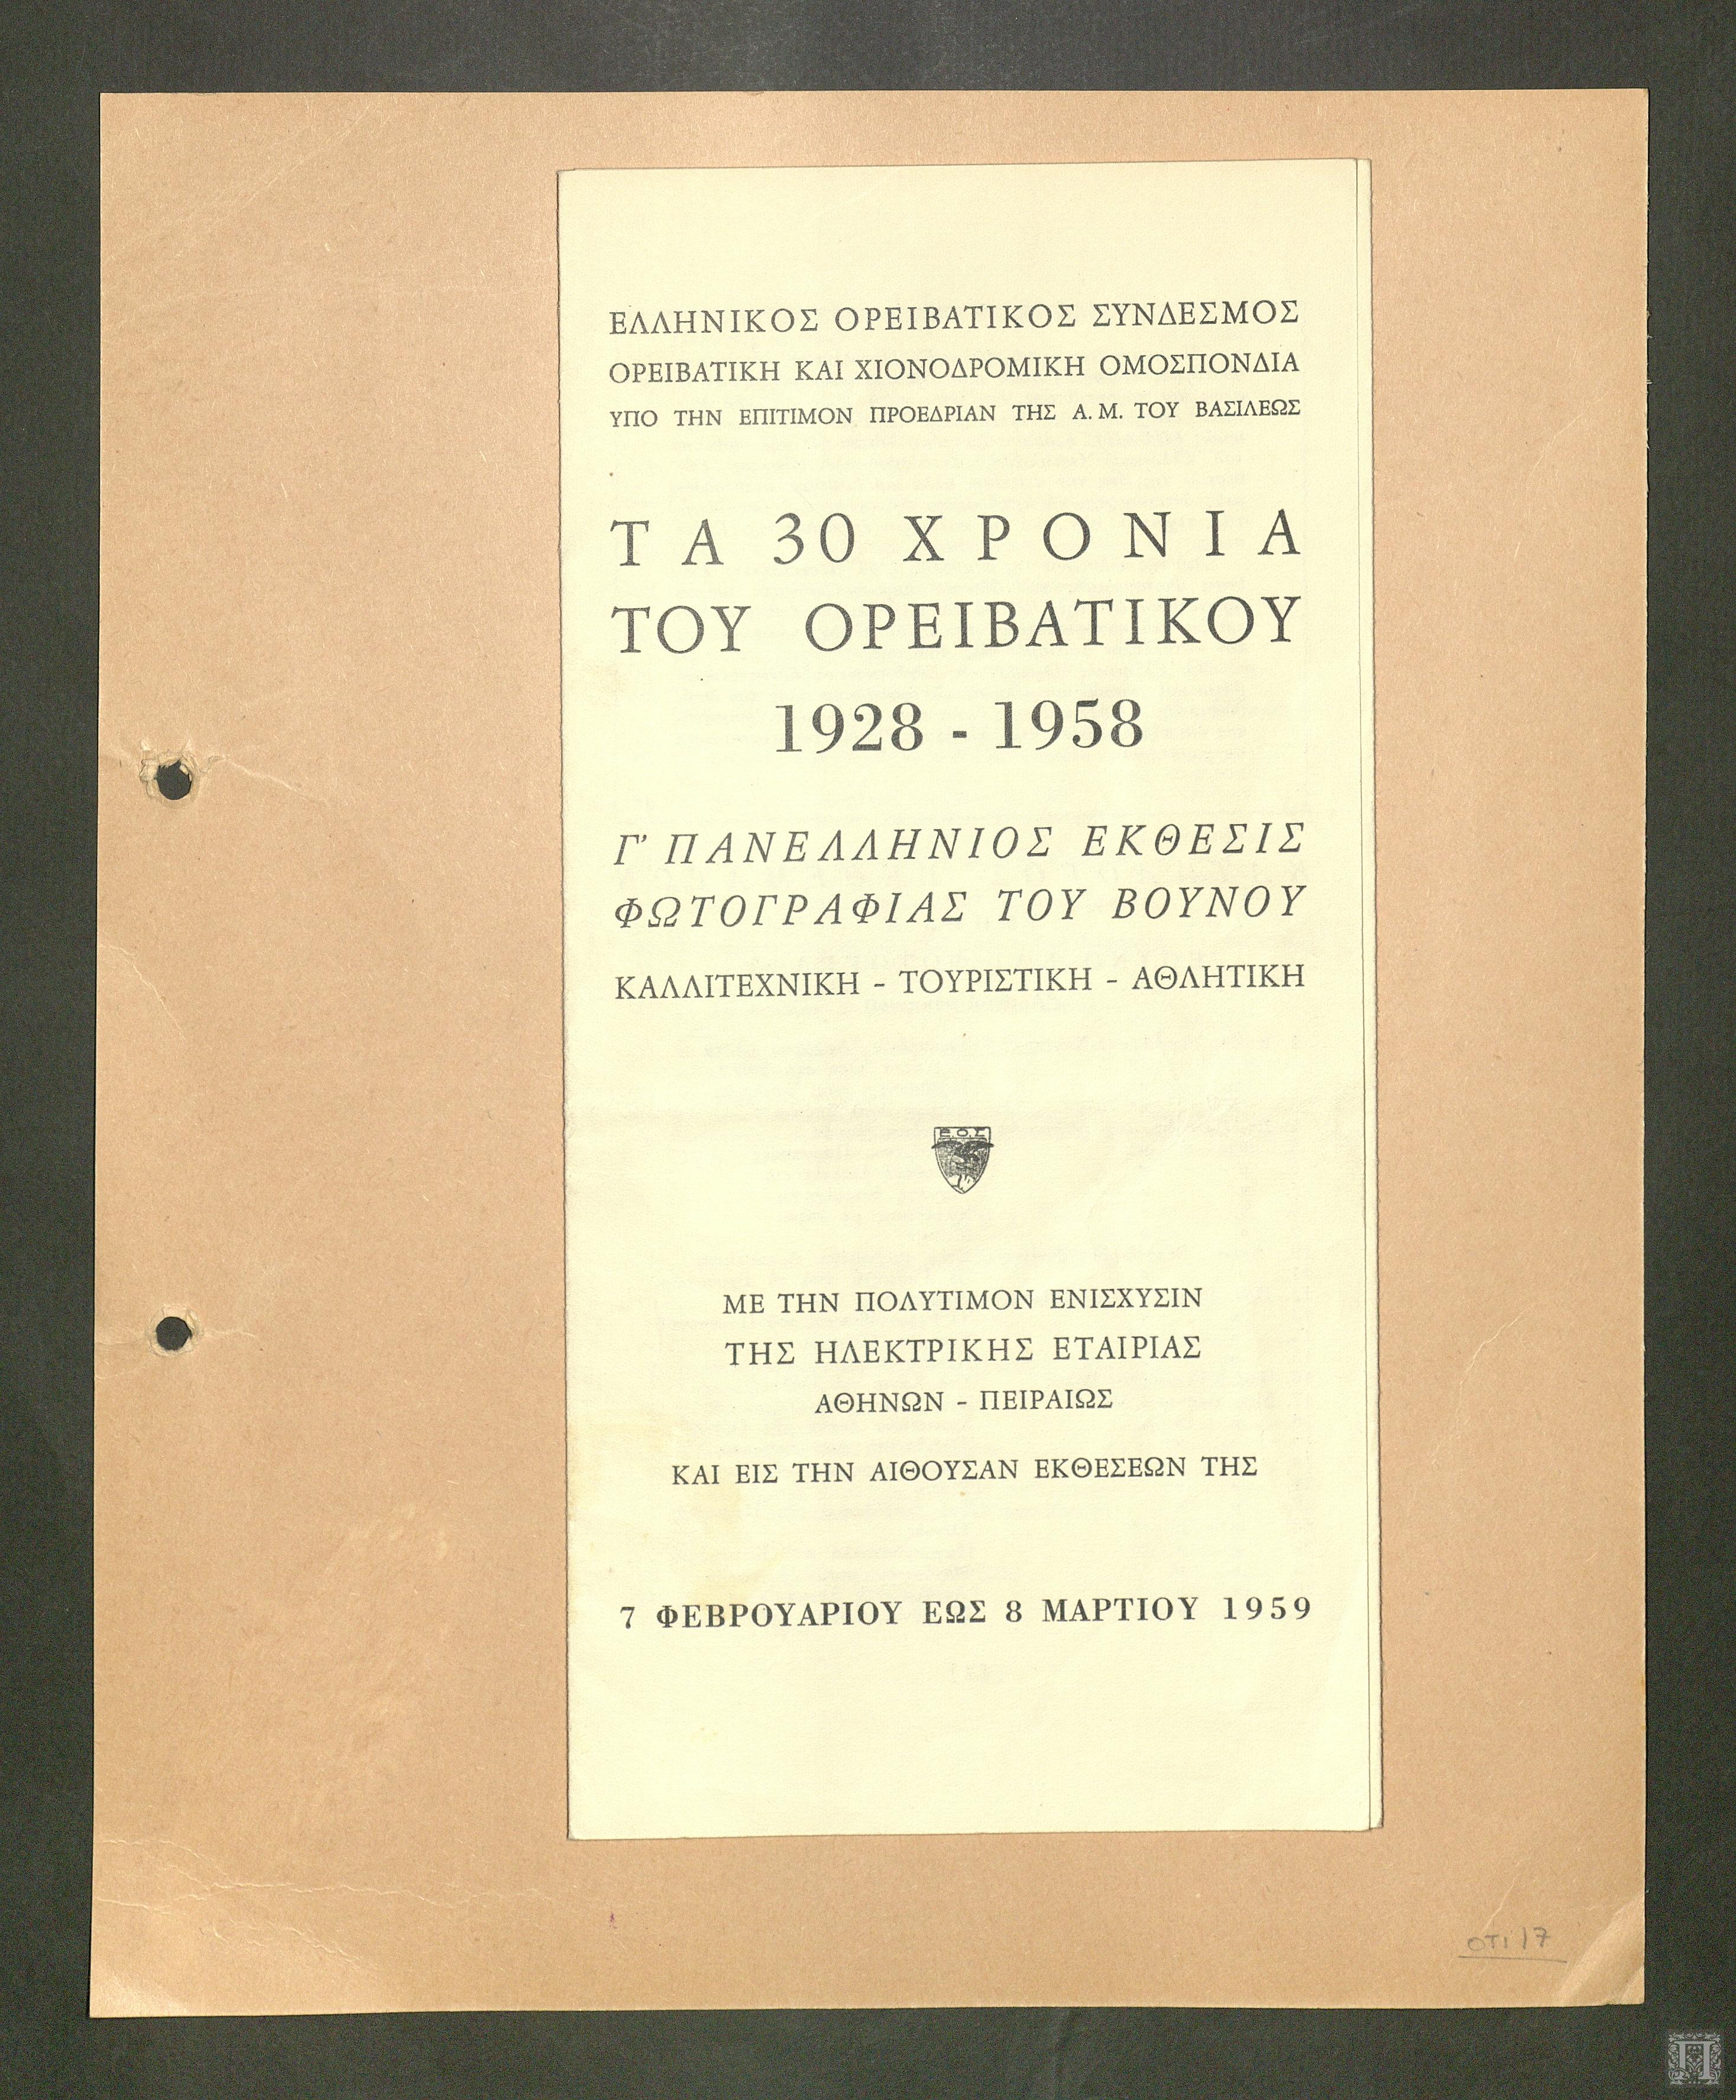 ΕΛΛΗΝΙΚΟΣ ΟΡΕΙΒΑΤΙΚΟΣ ΣΥΝΔΕΣΜΟΣ
ΟΡΕΙΒΑΤΙΚΗ ΚΑΙ ΧΙΟΝΟΔΡΟΜΙΚΗ ΟΜΟΣΠΟΝΔΙΑ
ΥΠΟ ΤΗΝ ΕΠΙΤΙΜΟΝ ΠΡΟΕΔΡΙΑΝ ΤΗΣ Α. Μ. ΤΟΥ ΒΑΣΙΛΕΩΣ
ΤΑ 30 ΧΡΟΝΙΑ
ΤΟΥ ΟΡΕΙΒΑΤΙΚΟΥ
1928 - 1958
Γ' ΠΑΝΕΛΛΗΝΙΟΣ ΕΚΘΕΣΙΣ
ΦΩΤΟΓΡΑΦΙΑΣ ΤΟΥ ΒΟΥΝΟΥ
ΚΑΛΛΙΤΕΧΝΙΚΗ - ΤΟΥΡΙΣΤΙΚΗ - ΑΘΛΗΤΙΚΗ
Ε.Ο.Σ
ΜΕ ΤΗΝ ΠΟΛΥΤΙΜΟΝ ΕΝΙΣΧΥΣΙΝ
ΤΗΣ ΗΛΕΚΤΡΙΚΗΣ ΕΤΑΙΡΙΑΣ
ΑΘΗΝΩΝ - ΠΕΙΡΑΙΩΣ
ΚΑΙ ΕΙΣ ΤΗΝ ΑΙΘΟΥΣΑΝ ΕΚΘΕΣΕΩΝ ΤΗΣ
7 ΦΕΒΡΟΥΑΡΙΟΥ ΕΩΣ 8 ΜΑΡΤΙΟΥ 1959
ΟΤΙ 17
Π